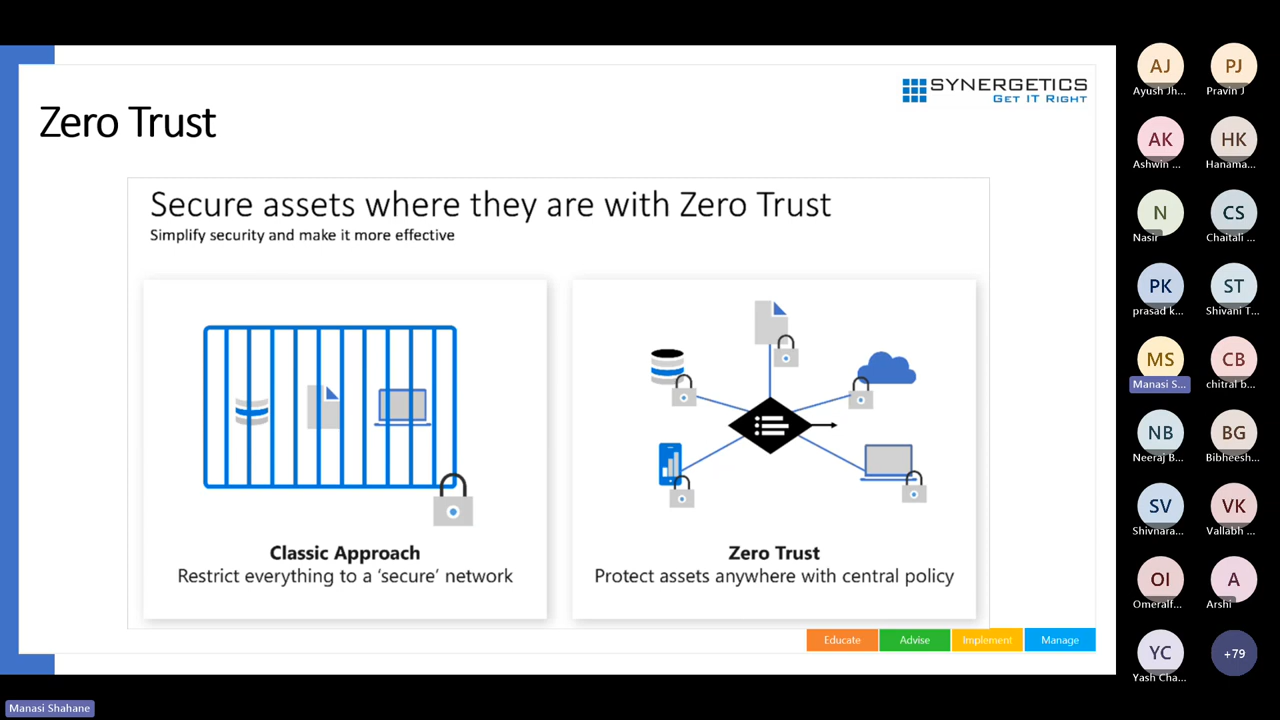 SYNERGETICS
GET IT RIGHT
Zero Trust
Secure assets where they are with Zero Trust
Simplify security and make it more effective
Classic Approach
Restrict everything to a ‘secure’ network
Zero Trust
Protect assets anywhere with central policy
Educate
Advise
Implement
Manage
AJ
Ayush Jh...
PJ
Pravin J
AK
Ashwin ...
HK
Hanama...
N
Nasir
CS
Chaitali ...
PK
prasad k...
ST
Shivani T...
MS
Manasi S...
CB
chitral b...
NB
Neeraj B...
BG
Bibheesh...
SV
Shivnara...
VK
Vallabh ...
OI
Omeralf...
A
Arshi
YC
Yash Cha...
+79
Manasi Shahane